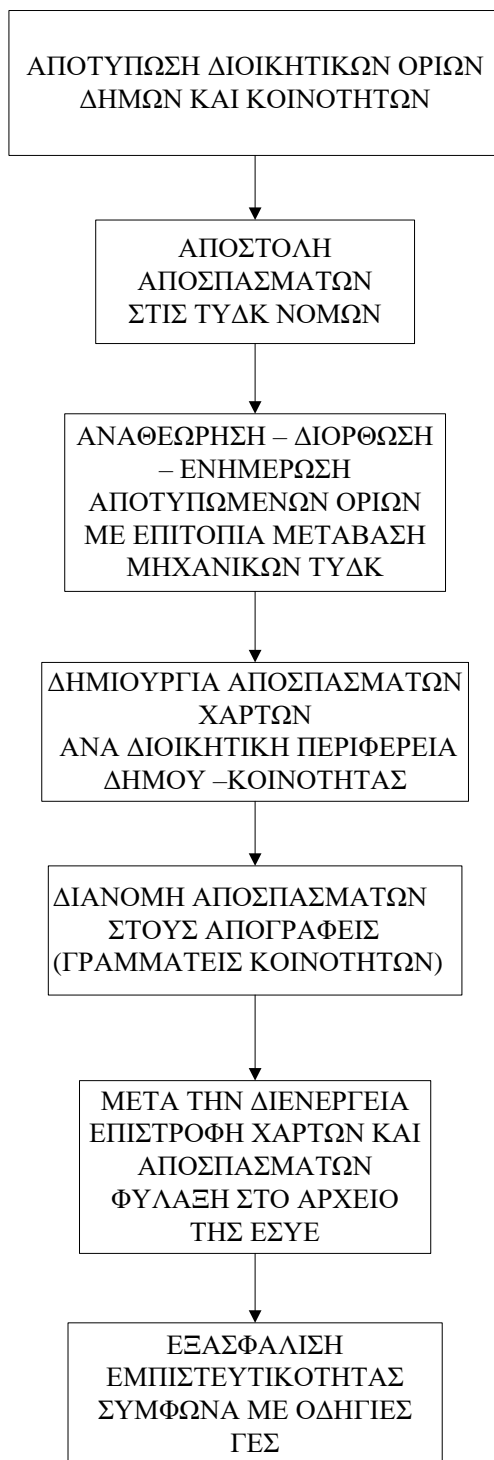 ΑΠΟΤΥΠΩΣΗ ΔΙΟΙΚΗΤΙΚΩΝ ΟΡΙΩΝ
ΔΗΜΩΝ ΚΑΙ ΚΟΙΝΟΤΗΤΩΝ
ΑΠΟΣΤΟΛΗ
ΑΠΟΣΠΑΣΜΑΤΩΝ
ΣΤΙΣ ΤΥΔΚ ΝΟΜΩΝ
ΑΝΑΘΕΩΡΗΣΗ – ΔΙΟΡΘΩΣΗ
– ΕΝΗΜΕΡΩΣΗ
ΑΠΟΤΥΠΩΜΕΝΩΝ ΟΡΙΩΝ
ΜΕ ΕΠΙΤΟΠΙΑ ΜΕΤΑΒΑΣΗ
ΜΗΧΑΝΙΚΩΝ ΤΥΔΚ
ΔΗΜΙΟΥΡΓΙΑ ΑΠΟΣΠΑΣΜΑΤΩΝ
ΧΑΡΤΩΝ
ΑΝΑ ΔΙΟΙΚΗΤΙΚΗ ΠΕΡΙΦΕΡΕΙΑ
ΔΗΜΟΥ –ΚΟΙΝΟΤΗΤΑΣ
ΔΙΑΝΟΜΗ ΑΠΟΣΠΑΣΜΑΤΩΝ
ΣΤΟΥΣ ΑΠΟΓΡΑΦΕΙΣ
(ΓΡΑΜΜΑΤΕΙΣ ΚΟΙΝΟΤΗΤΩΝ)
ΜΕΤΑ ΤΗΝ ΔΙΕΝΕΡΓΕΙΑ
ΕΠΙΣΤΡΟΦΗ ΧΑΡΤΩΝ ΚΑΙ
ΑΠΟΣΠΑΣΜΑΤΩΝ
ΦΥΛΑΞΗ ΣΤΟ ΑΡΧΕΙΟ
ΤΗΣ ΕΣΥΕ
ΕΞΑΣΦΑΛΙΣΗ
ΕΜΠΙΣΤΕΥΤΙΚΟΤΗΤΑΣ
ΣΥΜΦΩΝΑ ΜΕ ΟΔΗΓΙΕΣ
ΓΕΣ